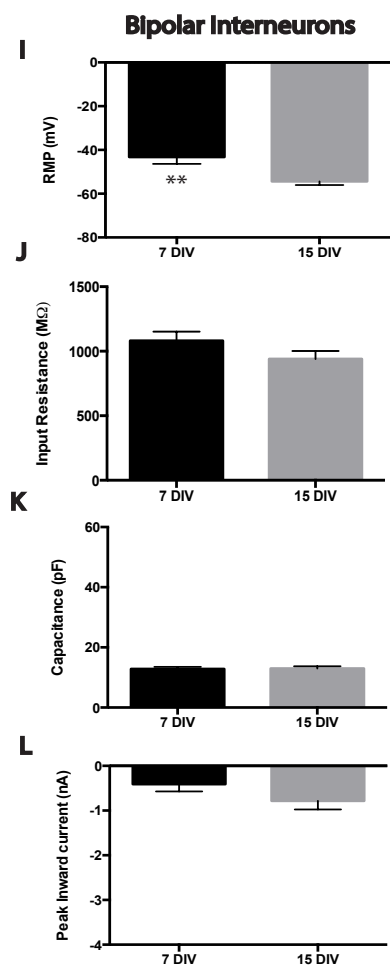 Bipolar Interneurons
I
RMP (mV)
0
-20
-40
-60
-80
**
7 DIV 15 DIV
J
Input Resistance (MΩ)
1500
1000
500
0
7 DIV 15 DIV
K
Capacitance (pF)
60
40
20
0
7 DIV 15 DIV
L
Peak Inward current (nA)
0
-1
-2
-3
-4
7 DIV 15 DIV